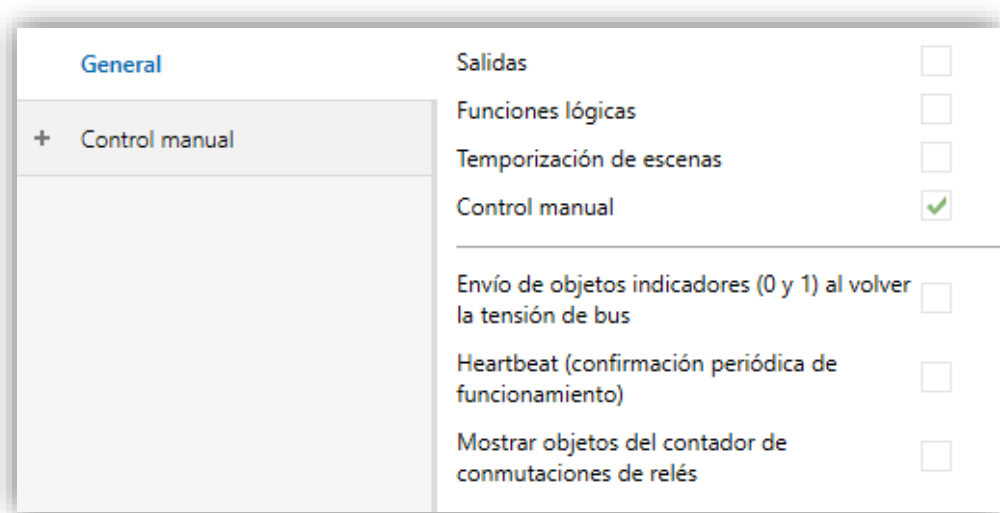 General
+ Control manual
Salidas
Funciones lógicas
Temporización de escenas
Control manual
Envío de objetos indicadores (0 y 1) al volver
la tensión de bus
Heartbeat (confirmación periódica de
funcionamiento)
Mostrar objetos del contador de
conmutaciones de relés